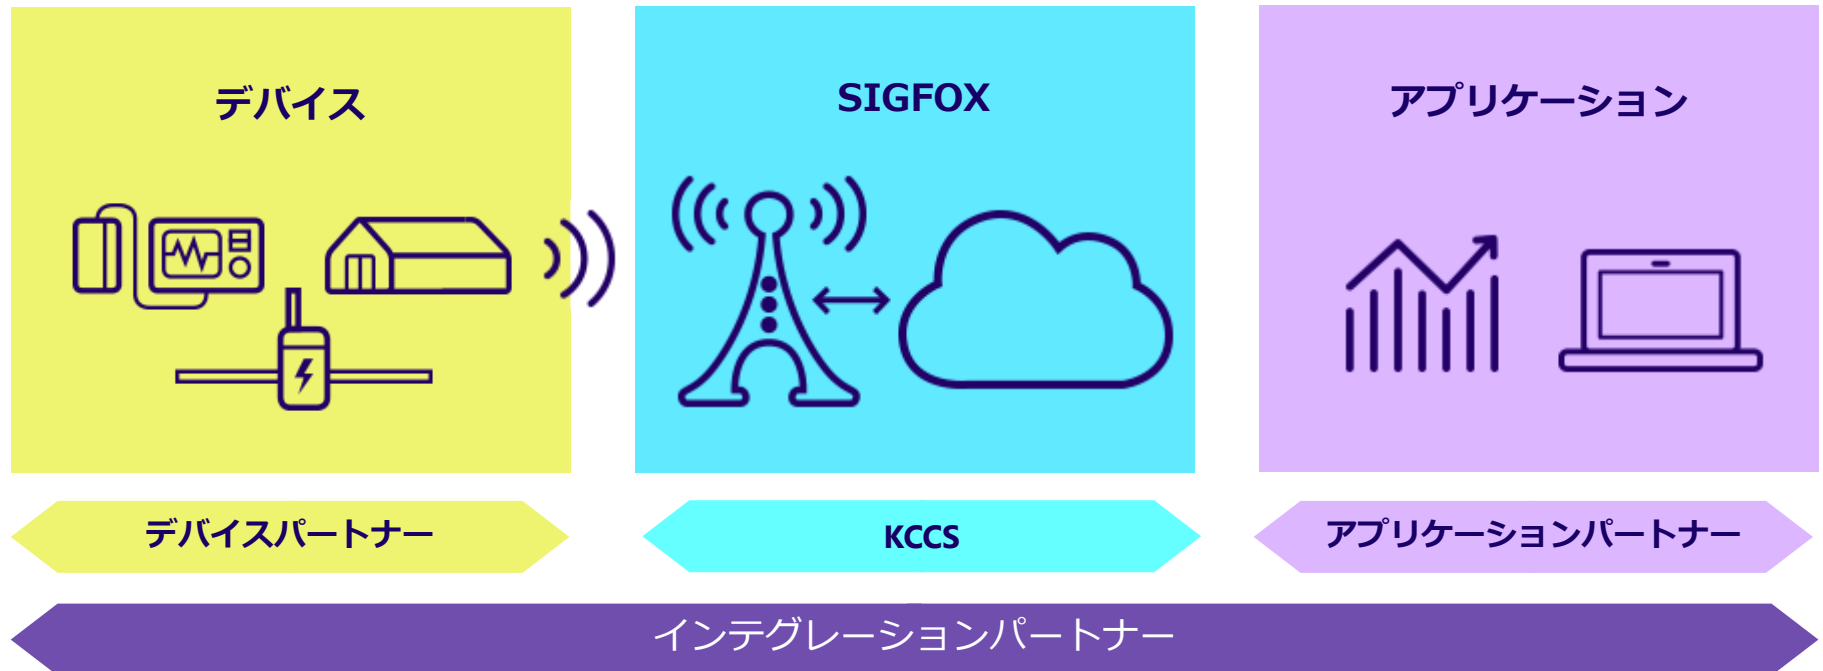 デバイス
SIGFOX
アプリケーション
デバイスパートナー
KCCS
アプリケーションパートナー
インテグレーションパートナー